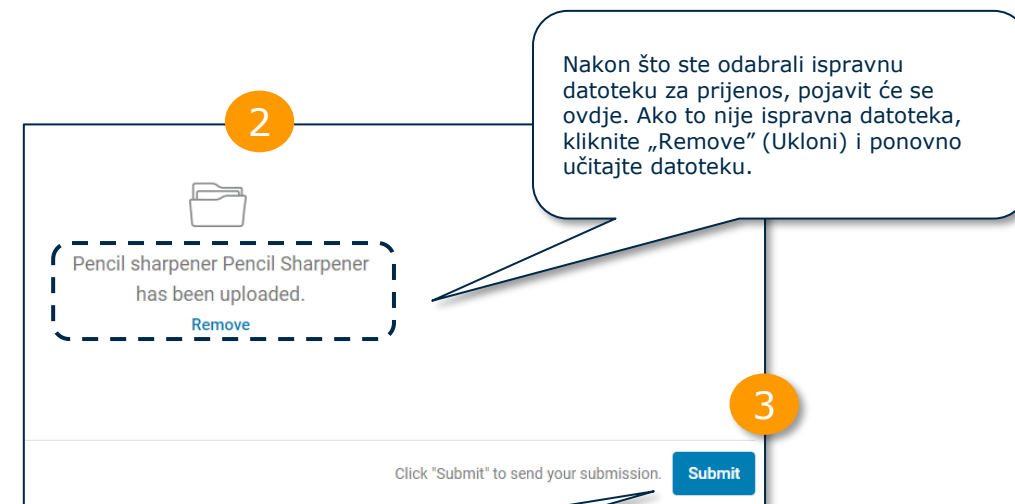 Nakon što ste odabrali ispravnu
datoteku za prijenos, pojavit će se
ovdje. Ako to nije ispravna datoteka,
kliknite „Remove” (Ukloni) i ponovno
učitajte datoteku.
2
Pencil sharpener Pencil Sharpener
has been uploaded.
Remove
3
Click "Submit" to send your submission.
Submit